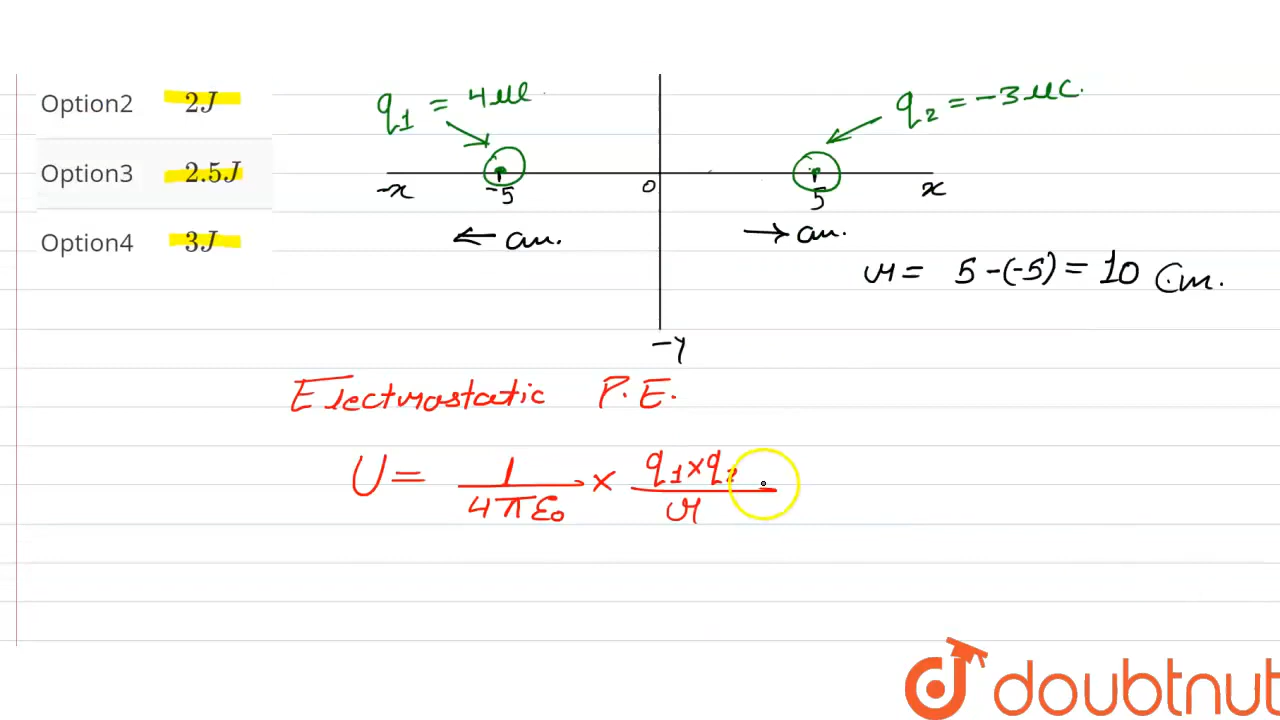 Option2 2J
Option3 2.5J
Option4 3J
q1 = 4μC
q2 = -3μC.
-x -5 0 5 x
← cm. → cm.
r = 5-(-5) = 10 cm.
-y
Electrostatic P.E.
U = 1/4πε0 × q1×q2/r
doubtnut